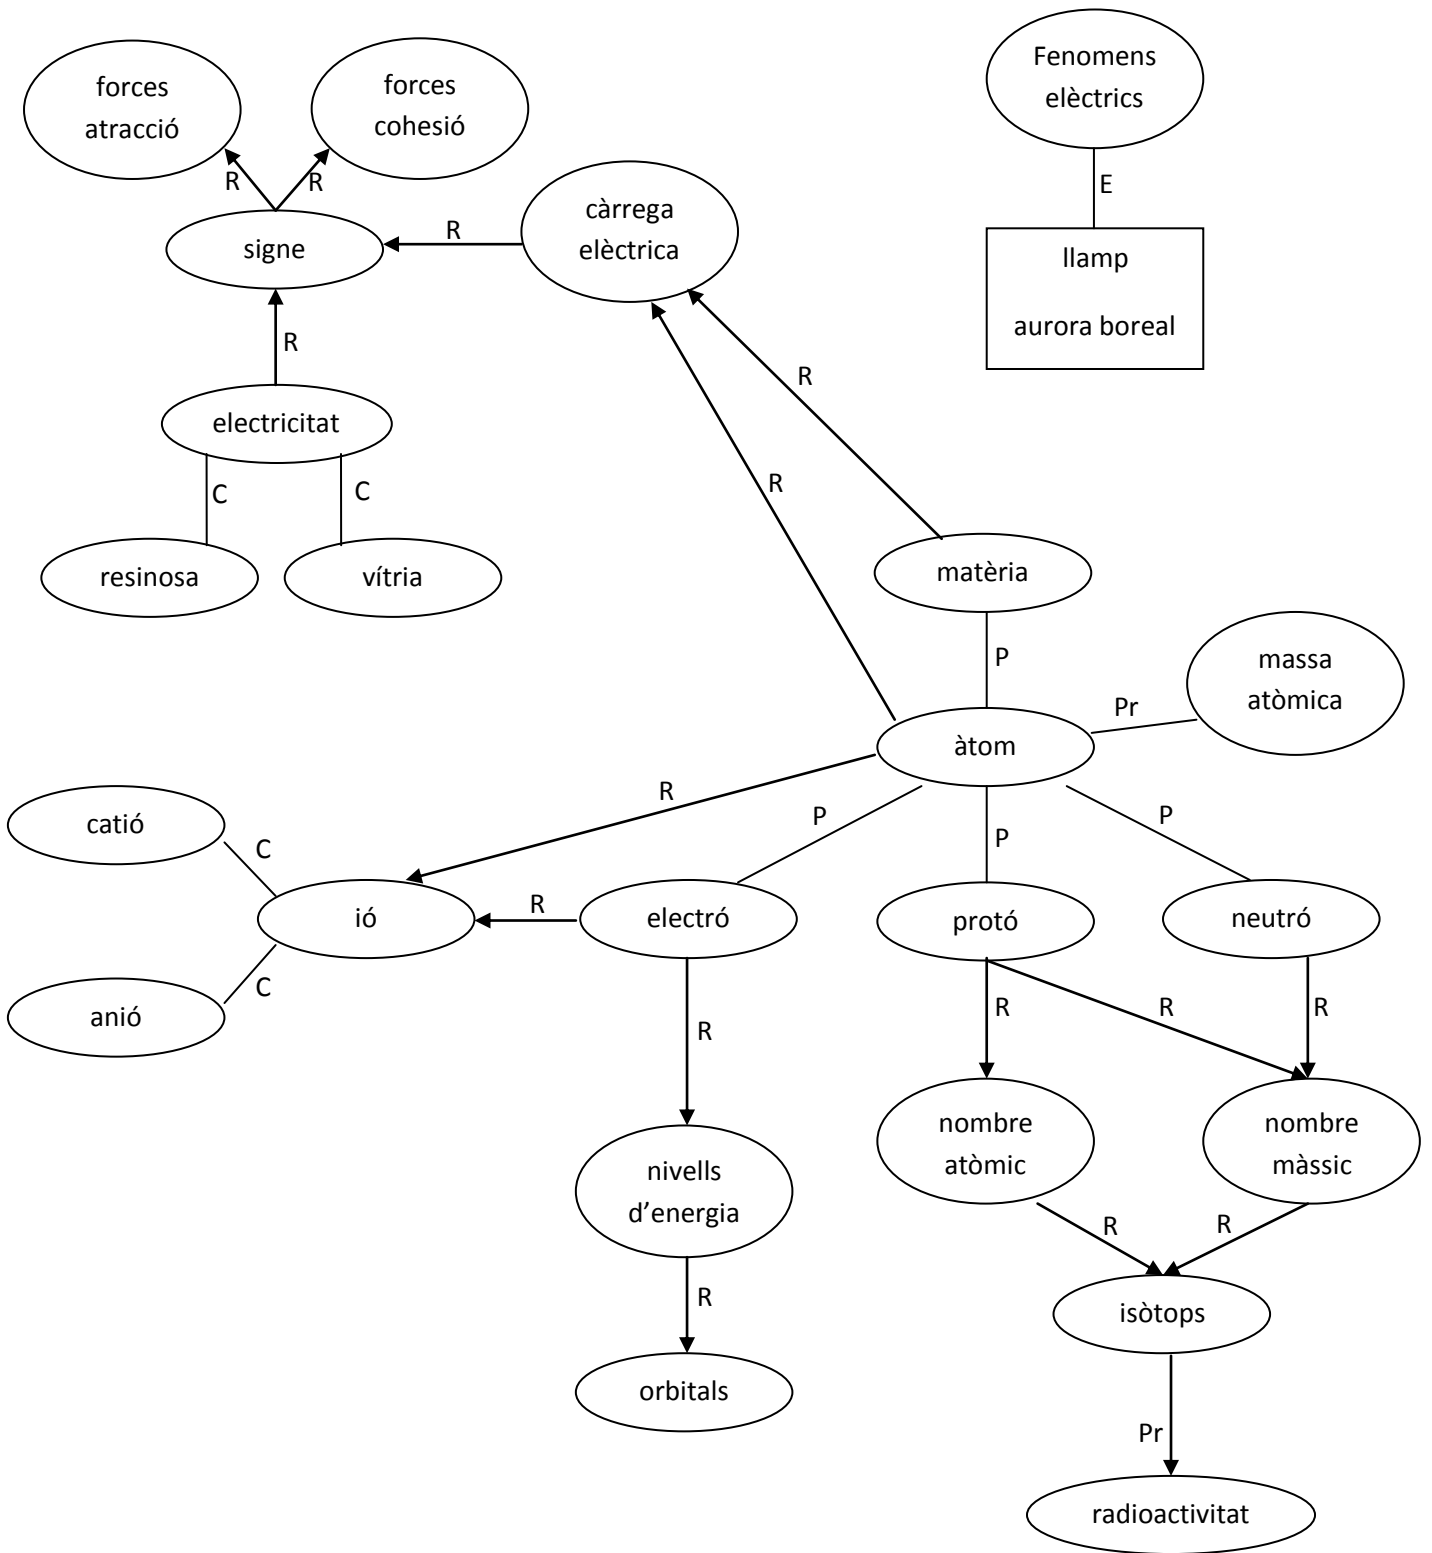 Fenomens
elèctrics
E
llamp
aurora boreal
forces
atracció
forces
cohesió
R
R
signe
R
càrrega
elèctrica
R
electricitat
C
C
resinosa
vítria
R
R
matèria
P
massa
atòmica
Pr
àtom
R
P
P
P
catió
C
ió
R
electró
protó
neutró
anió
C
R
R
R
R
nivells
d’energia
nombre
atòmic
nombre
màssic
R
R
R
orbitals
isòtops
Pr
radioactivitat